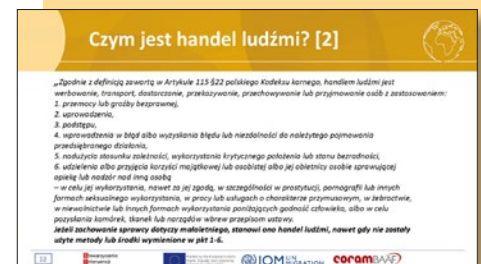 Czym jest handel ludźmi? [2]
„Zgodnie z definicją zawartą w Artykule 115 §22 polskiego Kodeksu karnego, handlem ludźmi jest
werbowanie, transport, dostarczanie, przekazywanie, przechowywanie lub przyjmowanie osób z zastosowaniem:
1. przemocy lub groźby bezprawnej,
2. uprowadzenia,
3. podstępu,
4. wprowadzenia w błąd albo wyzyskania błędu lub niezdolności do należytego pojmowania
przedsiębranego działania,
5. nadużycia stosunku zależności, wykorzystania krytycznego położenia lub stanu bezradności,
6. udzielenia albo przyjęcia korzyści majątkowej lub osobistej albo jej obietnicy osobie sprawującej
opiekę lub nadzór nad inną osobą
– w celu jej wykorzystania, nawet za jej zgodą, w szczególności w prostytucji, pornografii lub innych
formach seksualnego wykorzystania, w pracy lub usługach o charakterze przymusowym, w żebractwie,
w niewolnictwie lub innych formach wykorzystania poniżających godność człowieka, albo w celu
pozyskania komórek, tkanek lub narządów wbrew przepisom ustawy.
Jeżeli zachowanie sprawcy dotyczy małoletniego, stanowi ono handel ludźmi, nawet gdy nie zostały
użyte metody lub środki wymienione w pkt 1-6.
12
IOM UN MIGRATION
coramBAAF